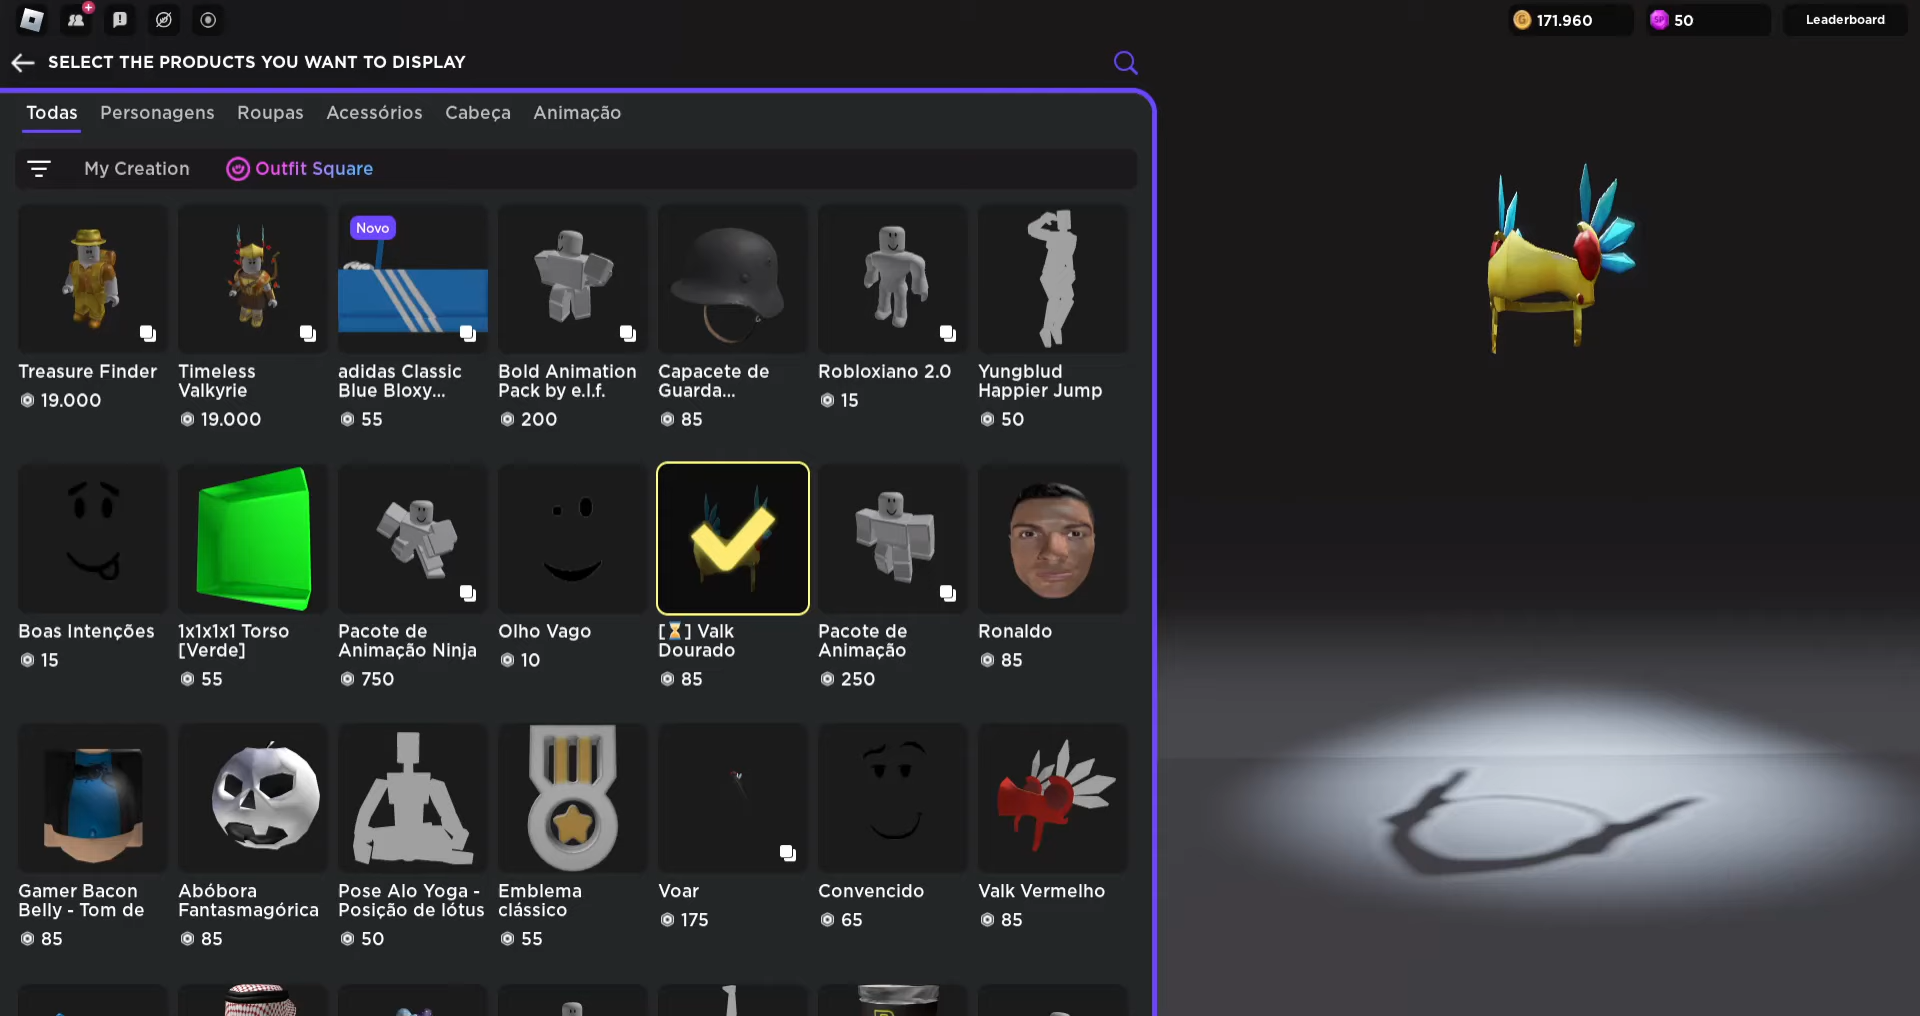 171.960
SP
50
Leaderboard
SELECT THE PRODUCTS YOU WANT TO DISPLAY
Todas Personagens Roupas Acessórios Cabeça Animação
My Creation Outfit Square
Novo
Treasure Finder
19.000
Timeless
Valkyrie
19.000
adidas Classic
Blue Bloxy...
55
Bold Animation
Pack by e.l.f.
200
Capacete de
Guarda...
85
Robloxiano 2.0
15
Yungblud
Happier Jump
50
Boas Intenções
15
1x1x1x1 Torso
[Verde]
55
Pacote de
Animação Ninja
750
Olho Vago
10
[⏳] Valk
Dourado
85
Pacote de
Animação
250
Ronaldo
85
Gamer Bacon
Belly - Tom de
85
Abóbora
Fantasmagórica
85
Pose Alo Yoga -
Posição de lótus
50
Emblema
clássico
55
Voar
175
Convencido
65
Valk Vermelho
85